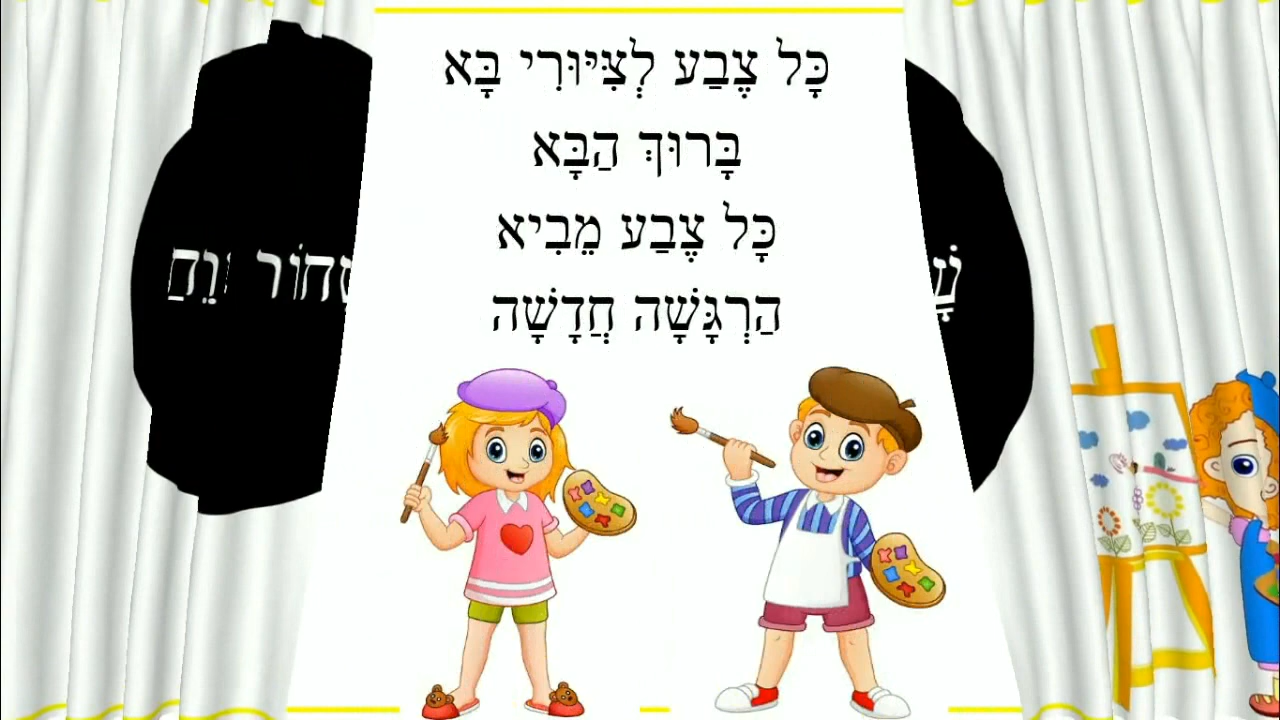 כָּל צֶבַע לְצִיּוּרִי בָּא
בָּרוּךְ הַבָּא
כָּל צֶבַע מֵבִיא
הַרְגָּשָׁה חֲדָשָׁה